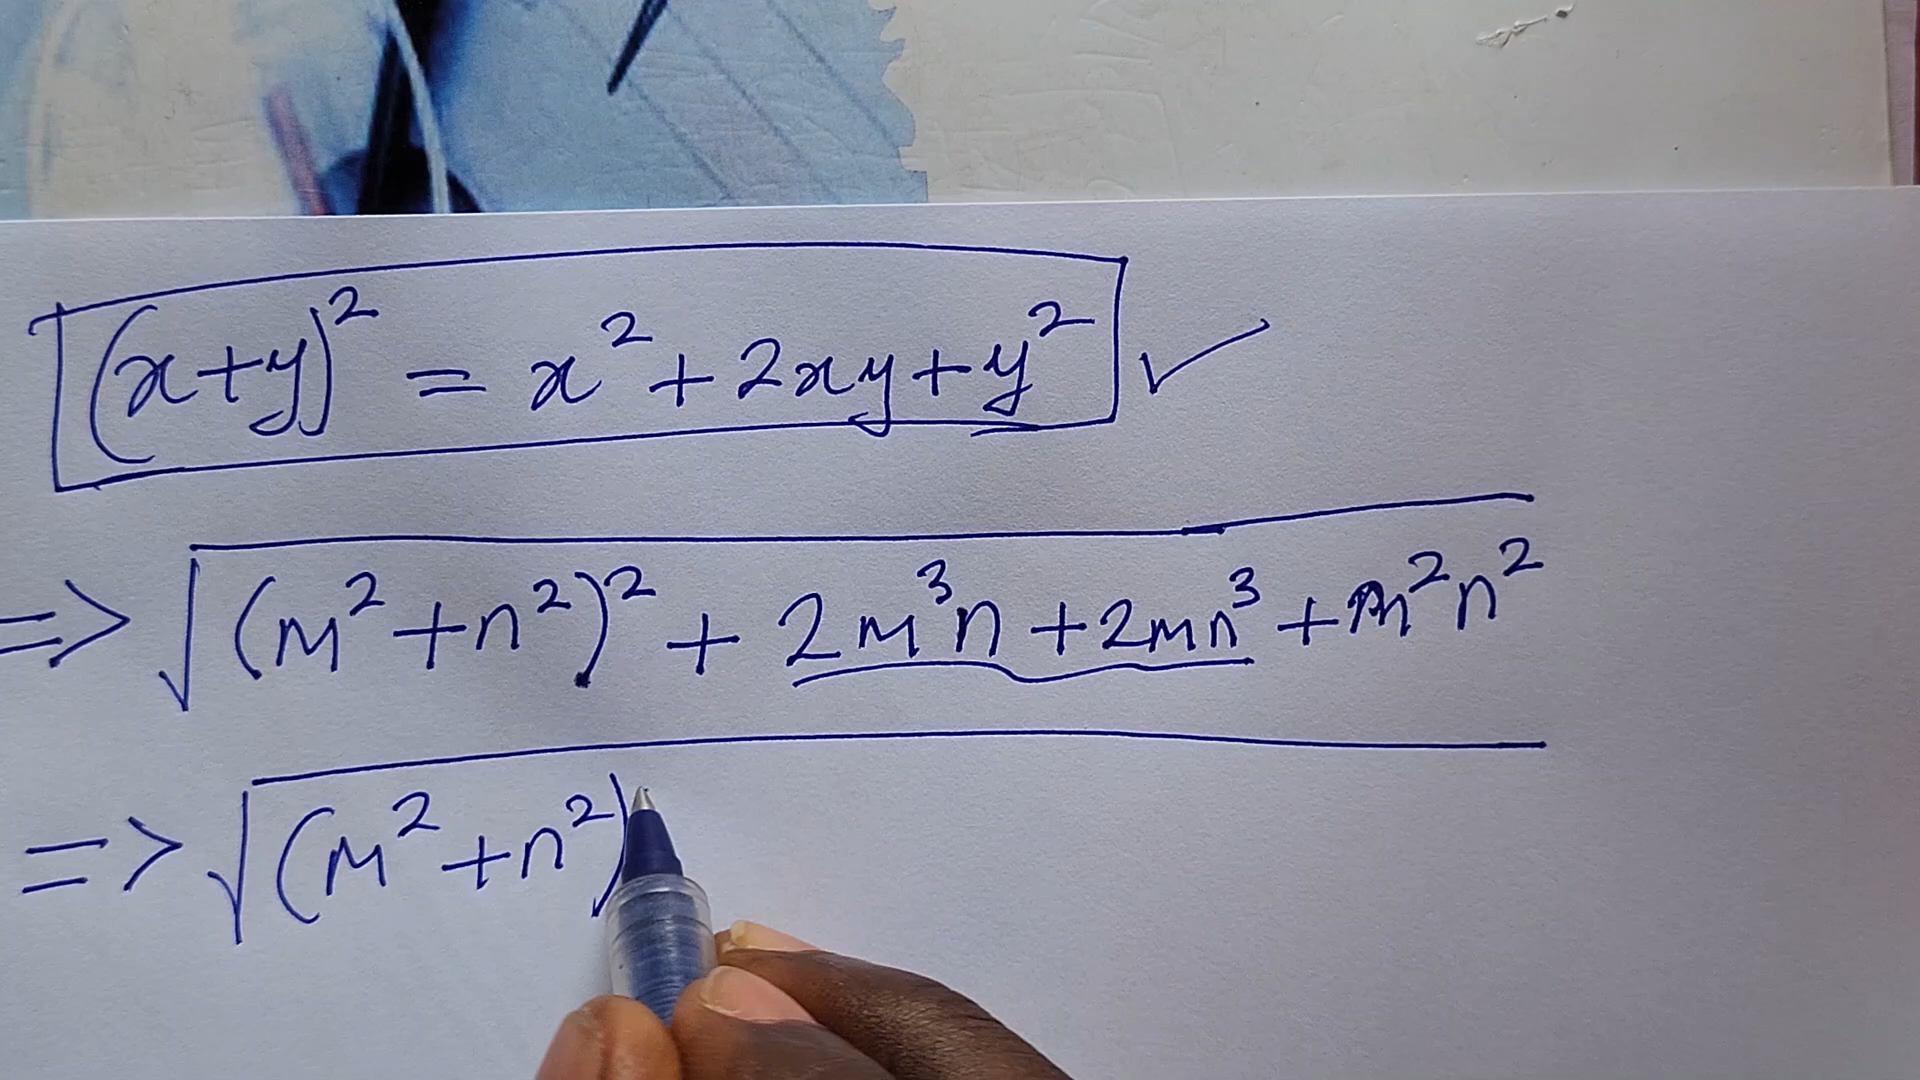 (x+y)² = x²+2xy+y² ✓
=> √(m²+n²)² + 2m³n + 2mn³ + m²n²
=> √(m²+n²)